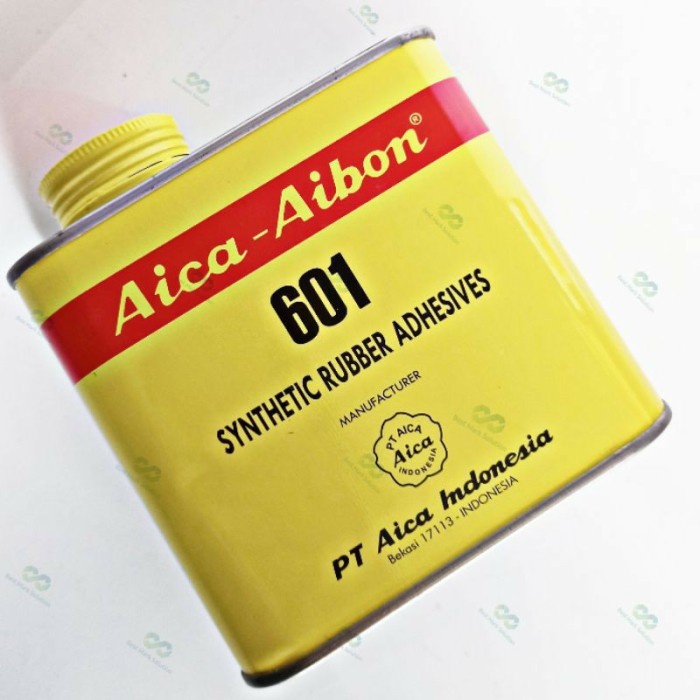 Aica-Aibon®
601
SYNTHETIC RUBBER ADHESIVES
MANUFACTURER
PT AICA
Aica
INDONESIA
PT Aica Indonesia
Bekasi 17113 - INDONESIA